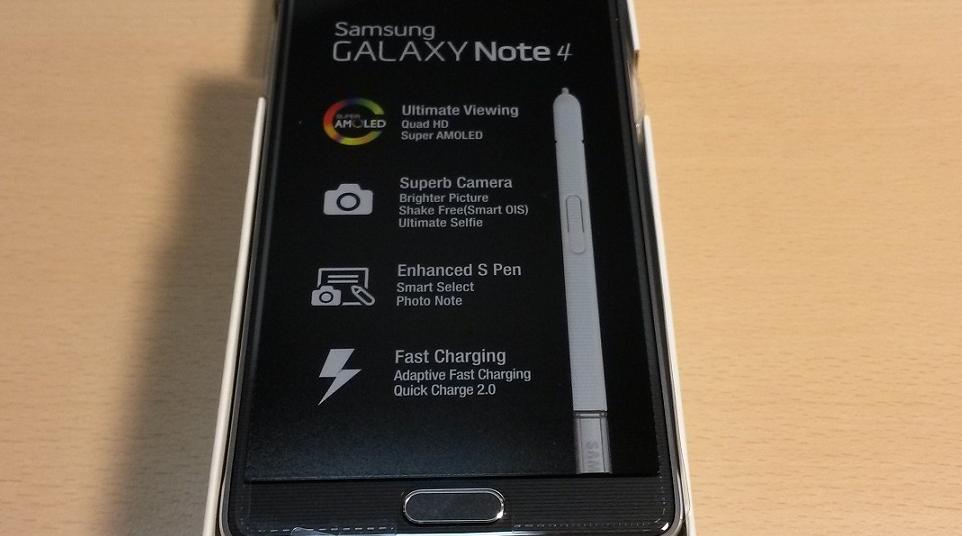 Samsung
GALAXY Note 4
SUPER
AMOLED
Ultimate Viewing
Quad HD
Super AMOLED
Superb Camera
Brighter Picture
Shake Free(Smart OIS)
Ultimate Selfie
Enhanced S Pen
Smart Select
Photo Note
Fast Charging
Adaptive Fast Charging
Quick Charge 2.0
SAM